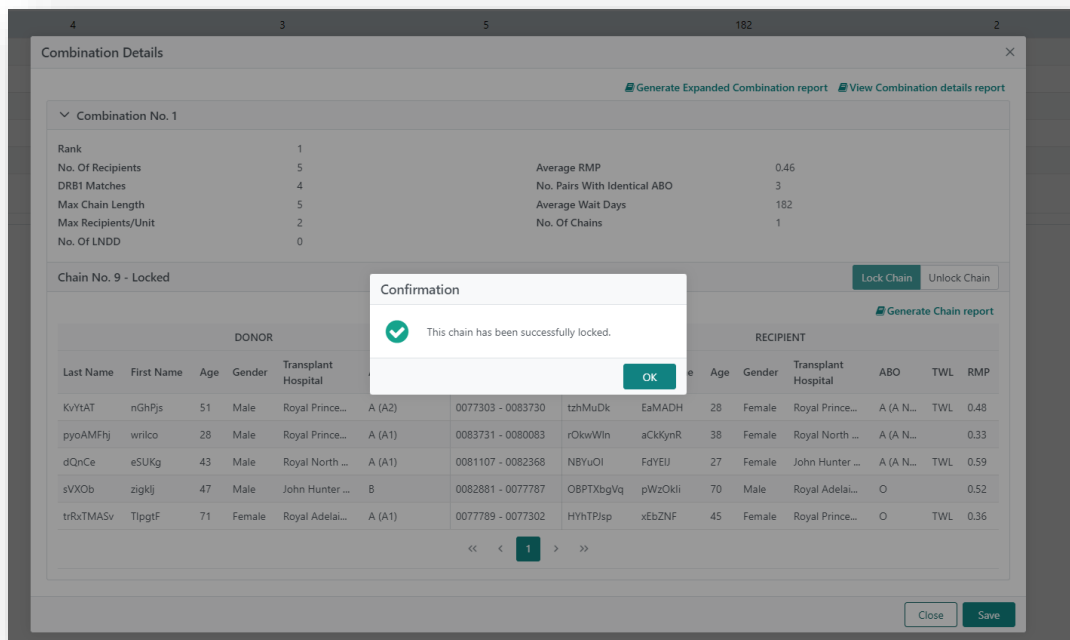 4 3 5 182 2
Combination Details
Generate Expanded Combination report View Combination details report
Combination No. 1
Rank 1
No. Of Recipients 5 Average RMP 0.46
DRB1 Matches 4 No. Pairs With Identical ABO 3
Max Chain Length 5 Average Wait Days 182
Max Recipients/Unit 2 No. Of Chains 1
No. Of LNDD 0
Chain No. 9 - Locked Lock Chain Unlock Chain
Confirmation
This chain has been successfully locked.
OK
Generate Chain report
DONOR RECIPIENT
Last Name First Name Age Gender Transplant Hospital Age Gender Transplant Hospital ABO TWL RMP
KvYtAT nGhPjs 51 Male Royal Prince... A (A2) 0077303 - 0083730 tzhMuDk EaMADH 28 Female Royal Prince... A (A N... TWL 0.48
pyoAMFhj wrilco 28 Male Royal Prince... A (A1) 0083731 - 0080083 rOkwWln aCkKynR 38 Female Royal North ... A (A N... 0.33
dQnCe eSUKg 43 Male Royal North ... A (A1) 0081107 - 0082368 NBYuOI FdYEIJ 27 Female John Hunter ... A (A N... TWL 0.59
sVXOb zigklj 47 Male John Hunter ... B 0082881 - 0077787 OBPTXbgVq pWzOkli 70 Male Royal Adelai... O 0.52
trRxTMASv TlpgtF 71 Female Royal Adelai... A (A1) 0077789 - 0077302 HYhTPJsp xEbZNF 45 Female Royal Prince... O TWL 0.36
1
Close Save